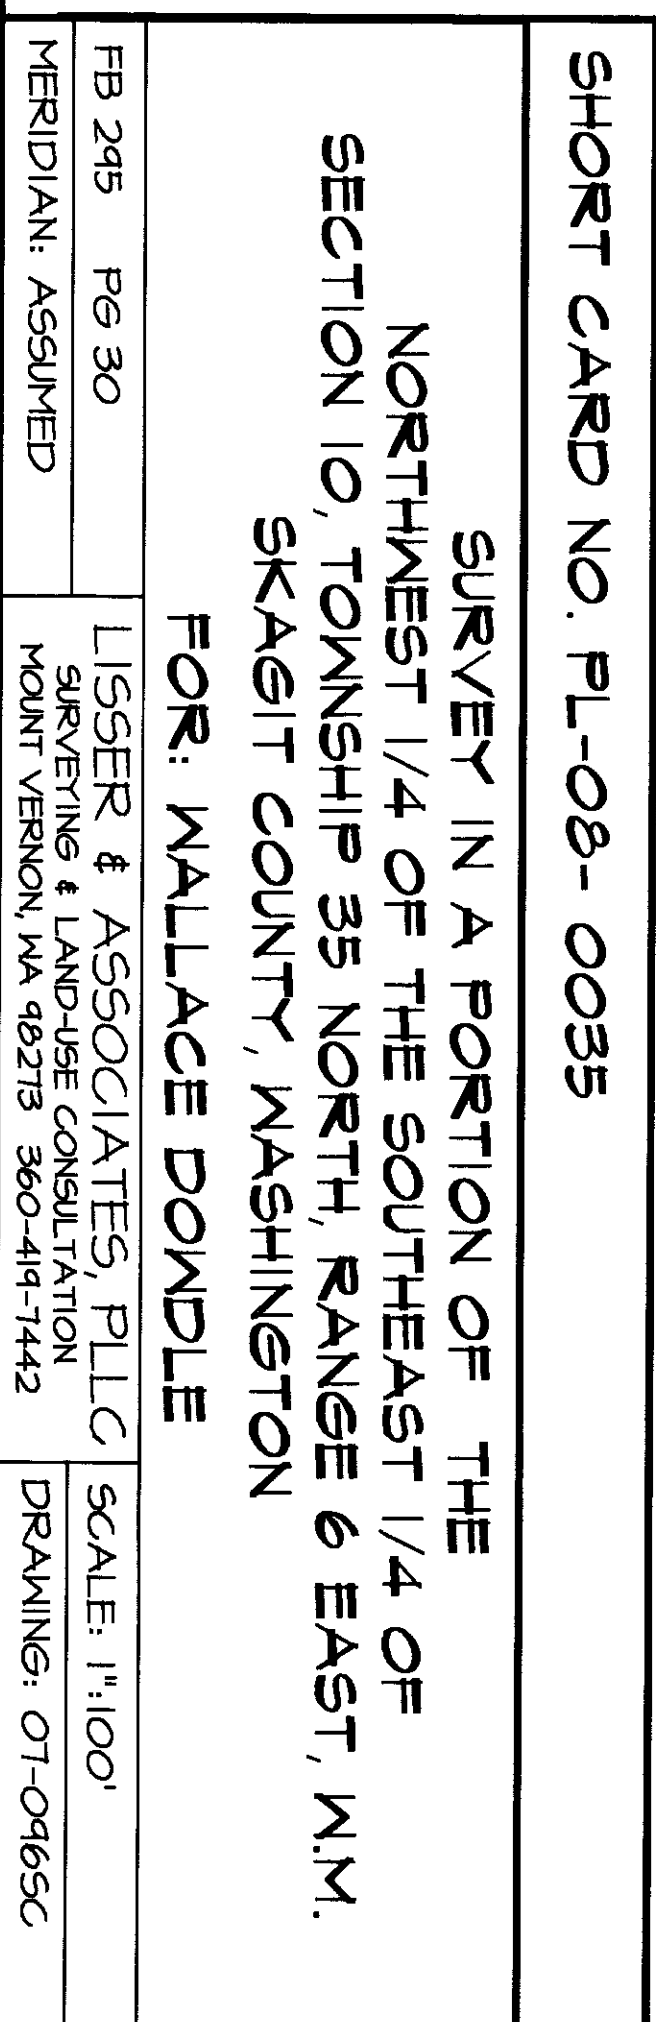 SHORT CARD NO. PL-08- 0035
SURVEY IN A PORTION OF THE
NORTHWEST 1/4 OF THE SOUTHEAST 1/4 OF
SECTION 10, TOWNSHIP 35 NORTH, RANGE 6 EAST, W.M.
SKAGIT COUNTY, WASHINGTON
FOR: WALLACE DOWDLE
FB 295 PG 30
MERIDIAN: ASSUMED
LISSER & ASSOCIATES, PLLC
SURVEYING & LAND-USE CONSULTATION
MOUNT VERNON, WA 98273 360-419-7442
SCALE: 1":100'
DRAWING: 07-096SC